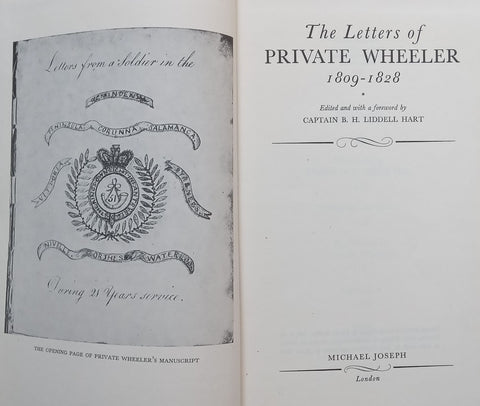 Letters from a Soldier in the
MINDEN
PENINSULA CORUNNA SALAMANCA
VITTORIA
PYRENEES
51
NIVELLE ORTHES WATERLOO
During 21 Years service.
THE OPENING PAGE OF PRIVATE WHEELER'S MANUSCRIPT
The Letters of
PRIVATE WHEELER
1809-1828
Edited and with a foreword by
CAPTAIN B. H. LIDDELL HART
MICHAEL JOSEPH
London